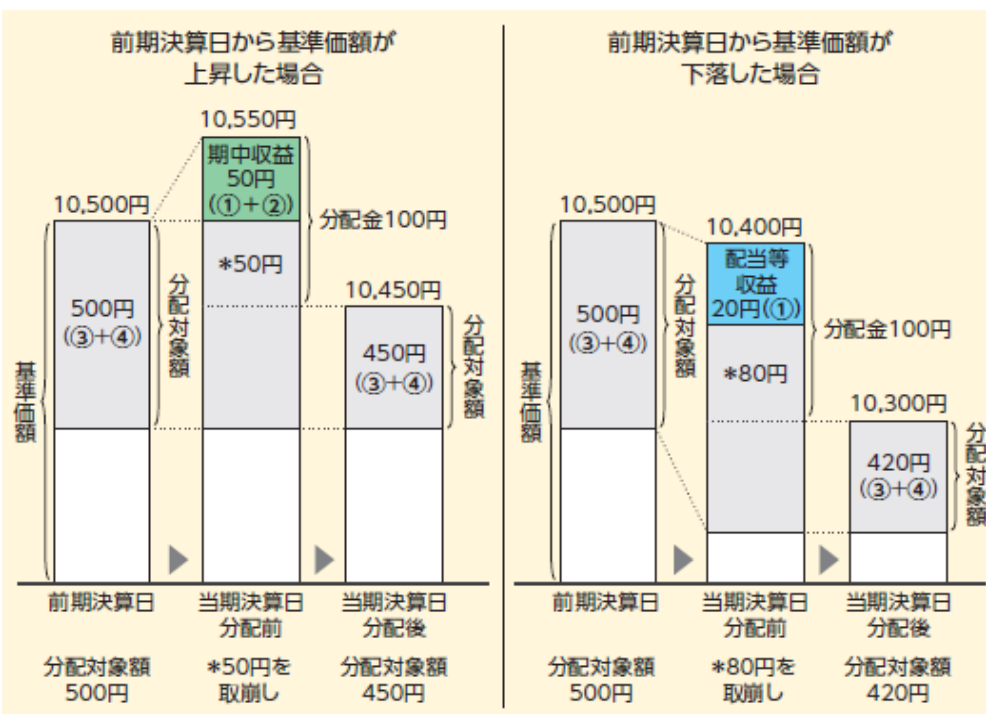 前期決算日から基準価額が
上昇した場合
10,550円
期中収益
50円
(①+②)
10,500円
分配金100円
*50円
10,450円
500円
(③+④)
分配対象額
450円
(③+④)
分配対象額
基準価額
前期決算日
当期決算日
分配前
当期決算日
分配後
分配対象額
500円
*50円を
取崩し
分配対象額
450円
前期決算日から基準価額が
下落した場合
10,500円
10,400円
配当等
収益
20円(①)
500円
(③+④)
分配対象額
分配金100円
*80円
10,300円
基準価額
420円
(③+④)
分配対象額
前期決算日
当期決算日
分配前
当期決算日
分配後
分配対象額
500円
*80円を
取崩し
分配対象額
420円